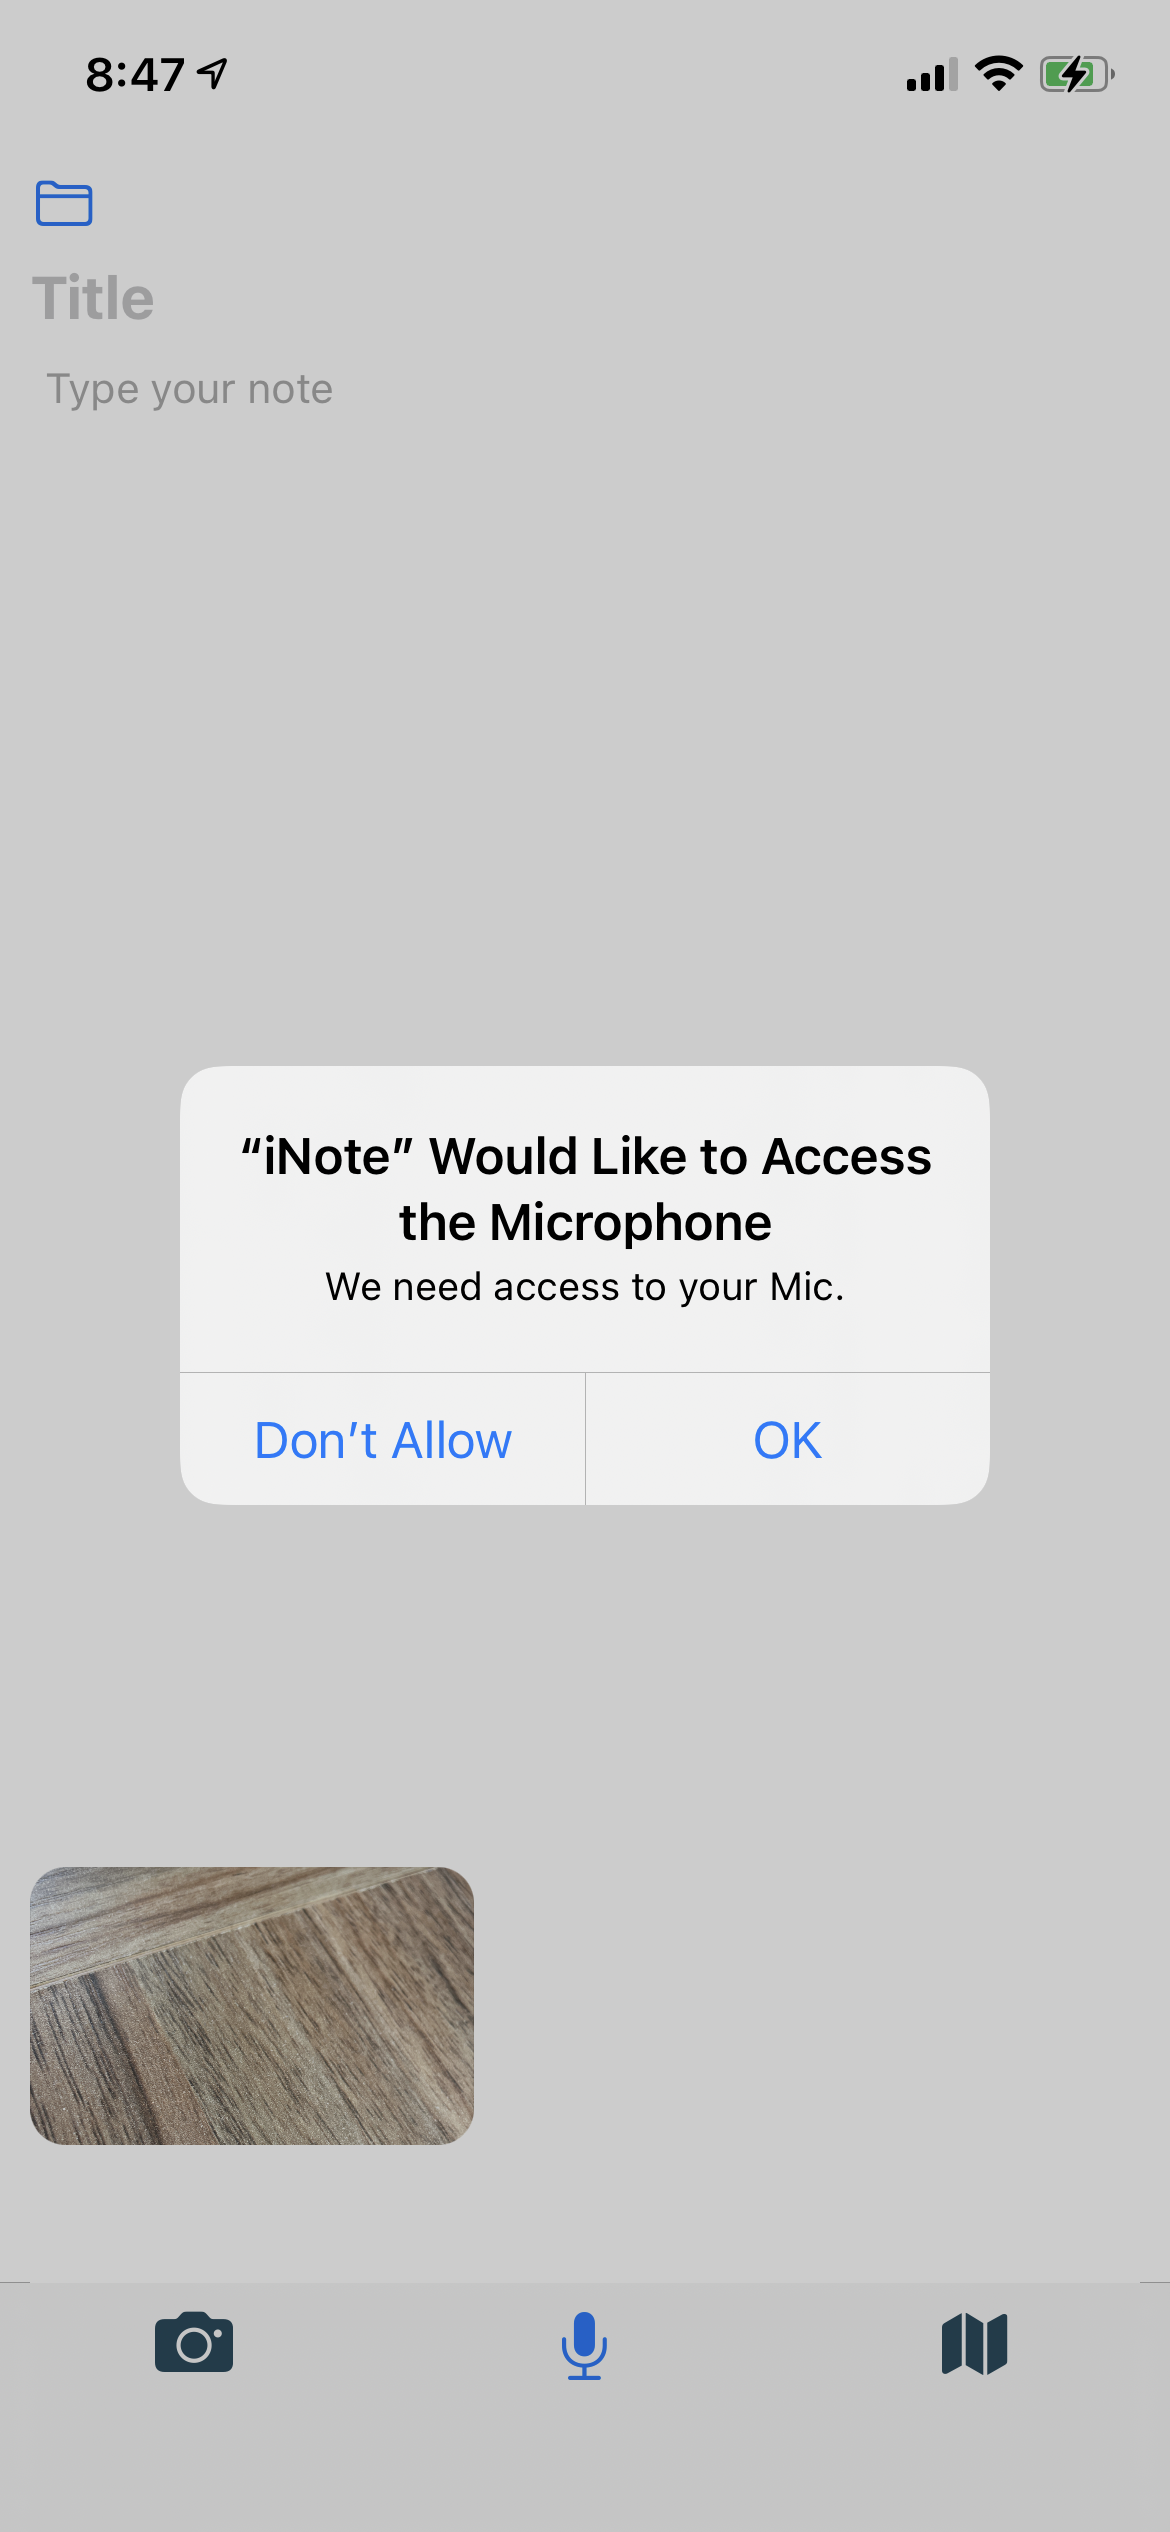 8:47
Title
Type your note
“iNote” Would Like to Access
the Microphone
We need access to your Mic.
Don’t Allow
OK